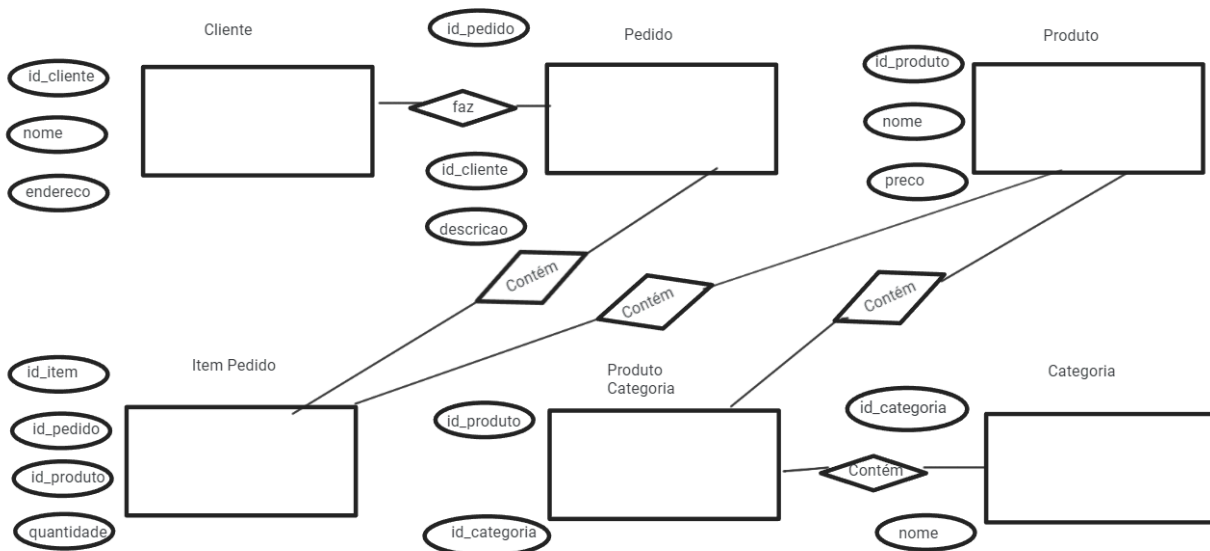 Cliente
id_pedido
Pedido
Produto
id_cliente
nome
endereco
faz
id_cliente
descricao
id_produto
nome
preco
Contém
Contém
Contém
Item Pedido
id_item
id_pedido
id_produto
quantidade
Produto
Categoria
id_produto
id_categoria
Categoria
id_categoria
Contém
nome